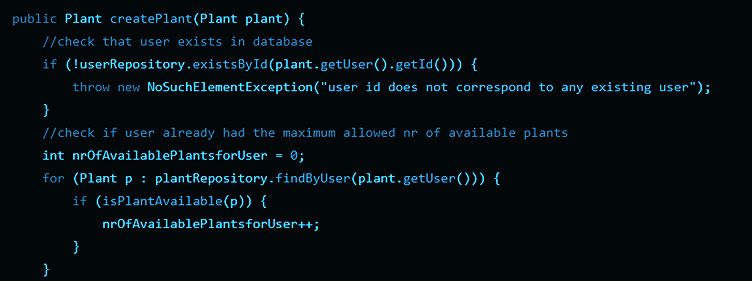 public Plant createPlant(Plant plant) {
    //check that user exists in database
    if (!userRepository.existsById(plant.getUser().getId())) {
        throw new NoSuchElementException("user id does not correspond to any existing user");
    }
    //check if user already had the maximum allowed nr of available plants
    int nrOfAvailablePlantsforUser = 0;
    for (Plant p : plantRepository.findByUser(plant.getUser())) {
        if (isPlantAvailable(p)) {
            nrOfAvailablePlantsforUser++;
        }
    }